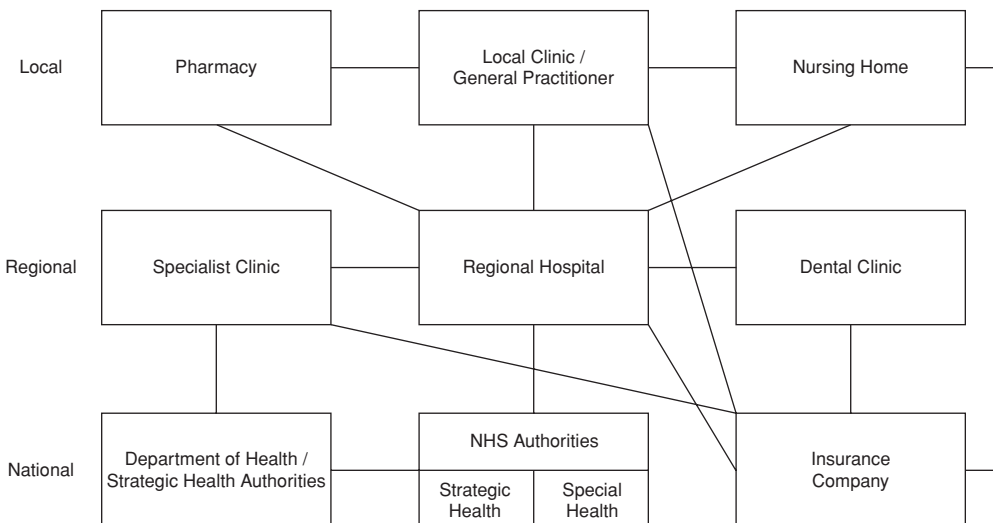 Local
Pharmacy
Local Clinic /
General Practitioner
Nursing Home
Regional
Specialist Clinic
Regional Hospital
Dental Clinic
National
Department of Health /
Strategic Health Authorities
NHS Authorities
Strategic
Health
Special
Health
Insurance
Company